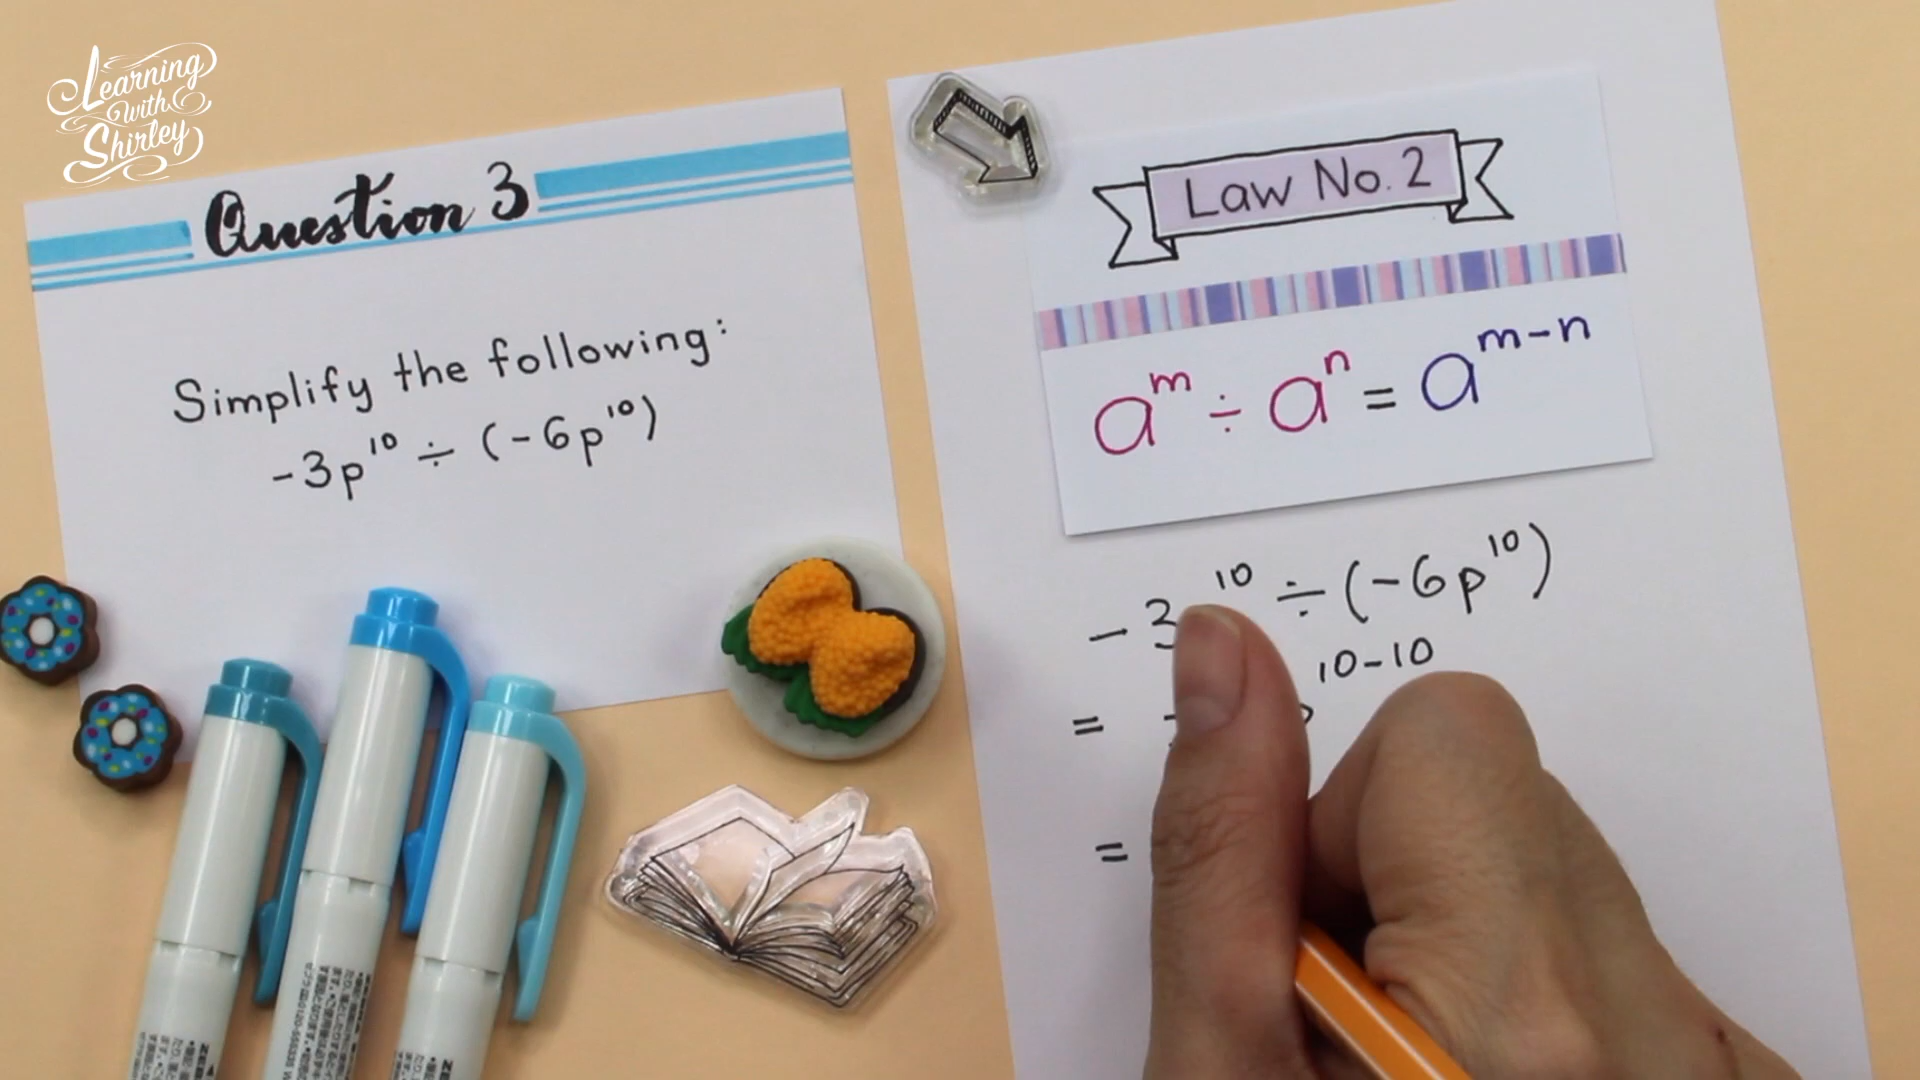 Learning
With
Shirley
Question 3
Simplify the following:
-3p¹⁰ ÷ (-6p¹⁰)
Law No. 2
aᵐ ÷ aⁿ = aᵐ⁻ⁿ
-3 ¹⁰ ÷ (-6p¹⁰)
= ¹⁰⁻¹⁰
=